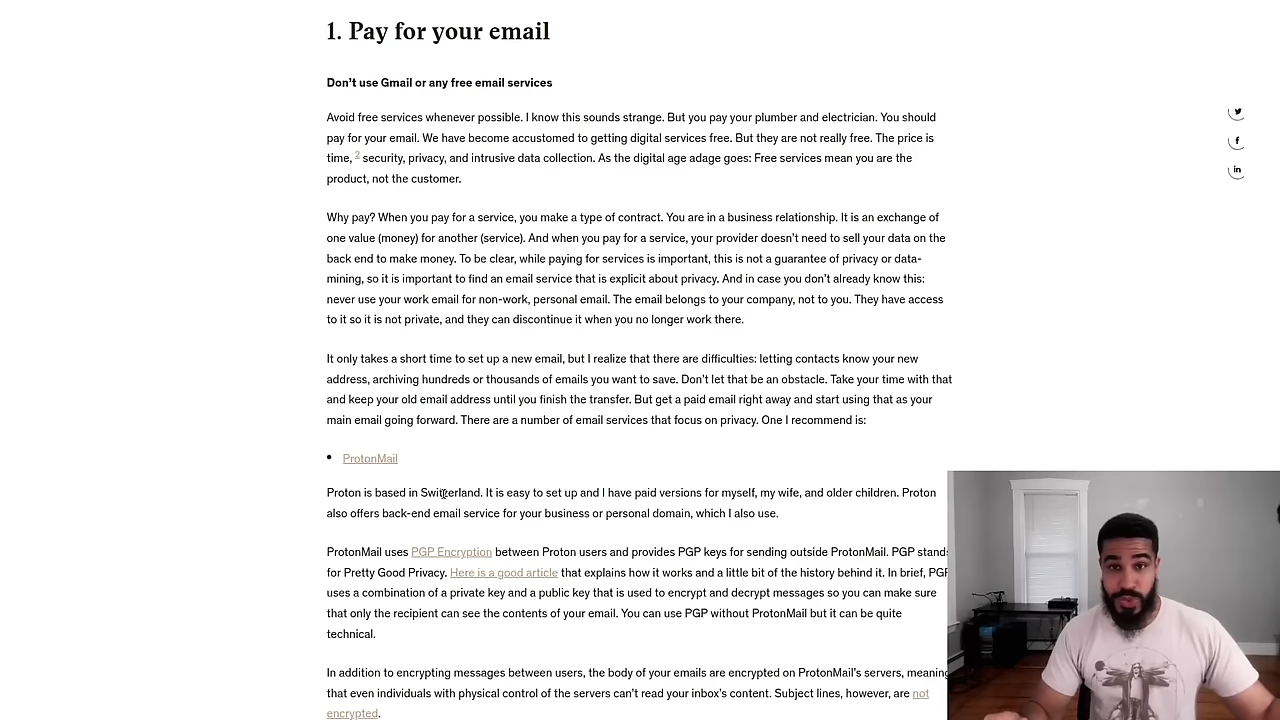 1. Pay for your email
Don’t use Gmail or any free email services
Avoid free services whenever possible. I know this sounds strange. But you pay your plumber and electrician. You should
pay for your email. We have become accustomed to getting digital services free. But they are not really free. The price is
time, 2 security, privacy, and intrusive data collection. As the digital age adage goes: Free services mean you are the
product, not the customer.
Why pay? When you pay for a service, you make a type of contract. You are in a business relationship. It is an exchange of
one value (money) for another (service). And when you pay for a service, your provider doesn’t need to sell your data on the
back end to make money. To be clear, while paying for services is important, this is not a guarantee of privacy or data-
mining, so it is important to find an email service that is explicit about privacy. And in case you don’t already know this:
never use your work email for non-work, personal email. The email belongs to your company, not to you. They have access
to it so it is not private, and they can discontinue it when you no longer work there.
It only takes a short time to set up a new email, but I realize that there are difficulties: letting contacts know your new
address, archiving hundreds or thousands of emails you want to save. Don’t let that be an obstacle. Take your time with that
and keep your old email address until you finish the transfer. But get a paid email right away and start using that as your
main email going forward. There are a number of email services that focus on privacy. One I recommend is:
• ProtonMail
Proton is based in Switzerland. It is easy to set up and I have paid versions for myself, my wife, and older children. Proton
also offers back-end email service for your business or personal domain, which I also use.
ProtonMail uses PGP Encryption between Proton users and provides PGP keys for sending outside ProtonMail. PGP stands
for Pretty Good Privacy. Here is a good article that explains how it works and a little bit of the history behind it. In brief, PGP
uses a combination of a private key and a public key that is used to encrypt and decrypt messages so you can make sure
that only the recipient can see the contents of your email. You can use PGP without ProtonMail but it can be quite
technical.
In addition to encrypting messages between users, the body of your emails are encrypted on ProtonMail’s servers, meaning
that even individuals with physical control of the servers can’t read your inbox’s content. Subject lines, however, are not
encrypted.